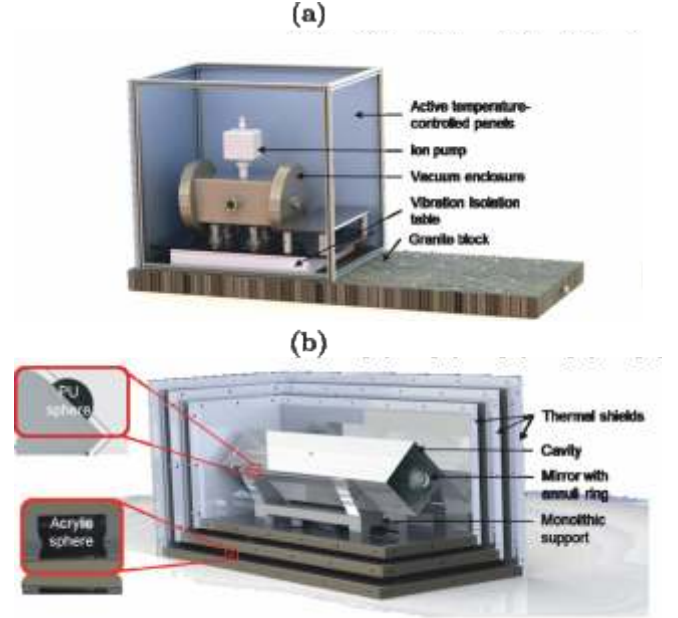 (a)
Active temperature-
controlled panels
Ion pump
Vacuum enclosure
Vibration isolation
table
Granite block
(b)
PU
sphere
Thermal shields
Cavity
Mirror with
annuli ring
Acrylic
sphere
Monolithic
support